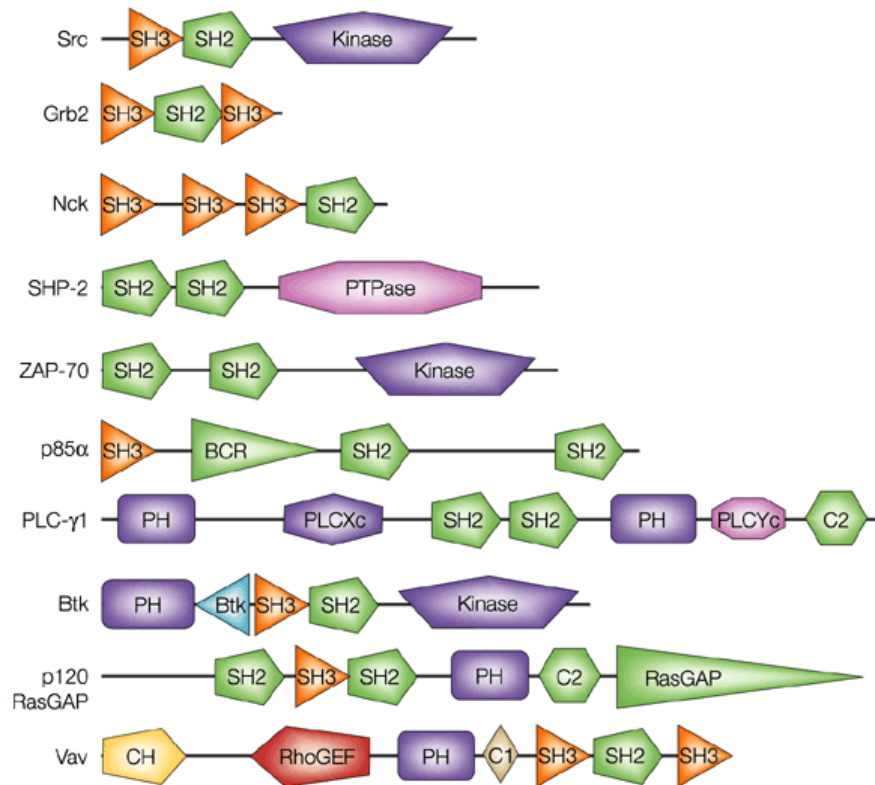 Src SH3 SH2 Kinase
Grb2 SH3 SH2 SH3
Nck SH3 SH3 SH3 SH2
SHP-2 SH2 SH2 PTPase
ZAP-70 SH2 SH2 Kinase
p85α SH3 BCR SH2 SH2
PLC-γ1 PH PLCXc SH2 SH2 PH PLCYc C2
Btk PH Btk SH3 SH2 Kinase
p120 SH2 SH3 SH2 PH C2 RasGAP
RasGAP
Vav CH RhoGEF PH C1 SH3 SH2 SH3